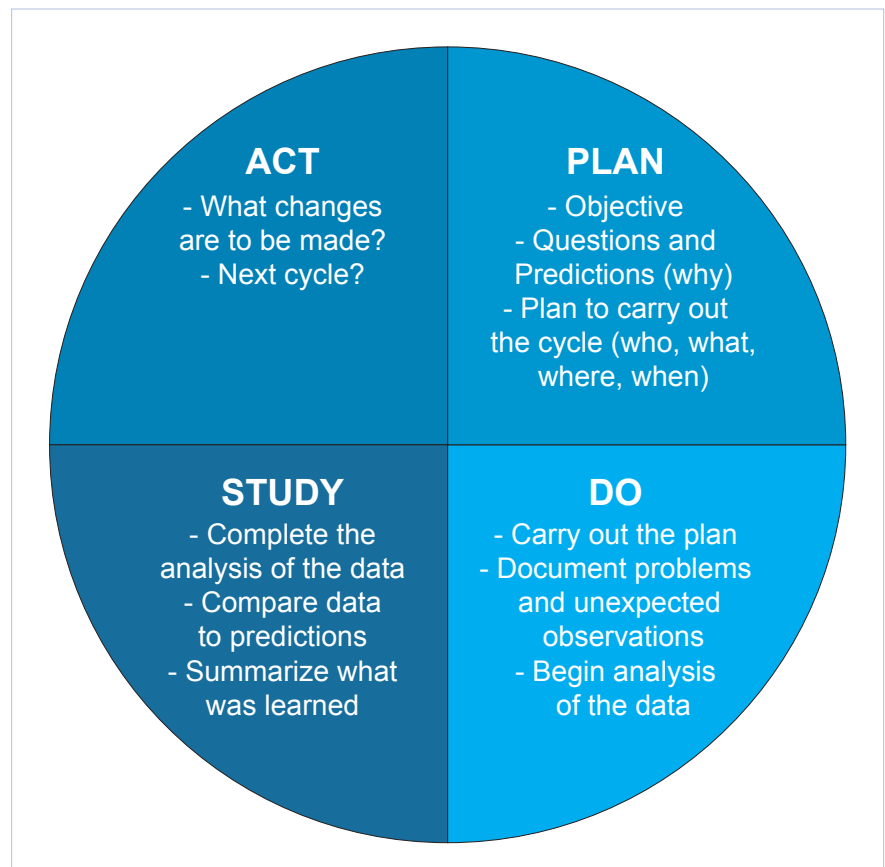 ACT
- What changes
are to be made?
- Next cycle?
PLAN
- Objective
- Questions and
Predictions (why)
- Plan to carry out
the cycle (who, what,
where, when)
STUDY
- Complete the
analysis of the data
- Compare data
to predictions
- Summarize what
was learned
DO
- Carry out the plan
- Document problems
and unexpected
observations
- Begin analysis
of the data